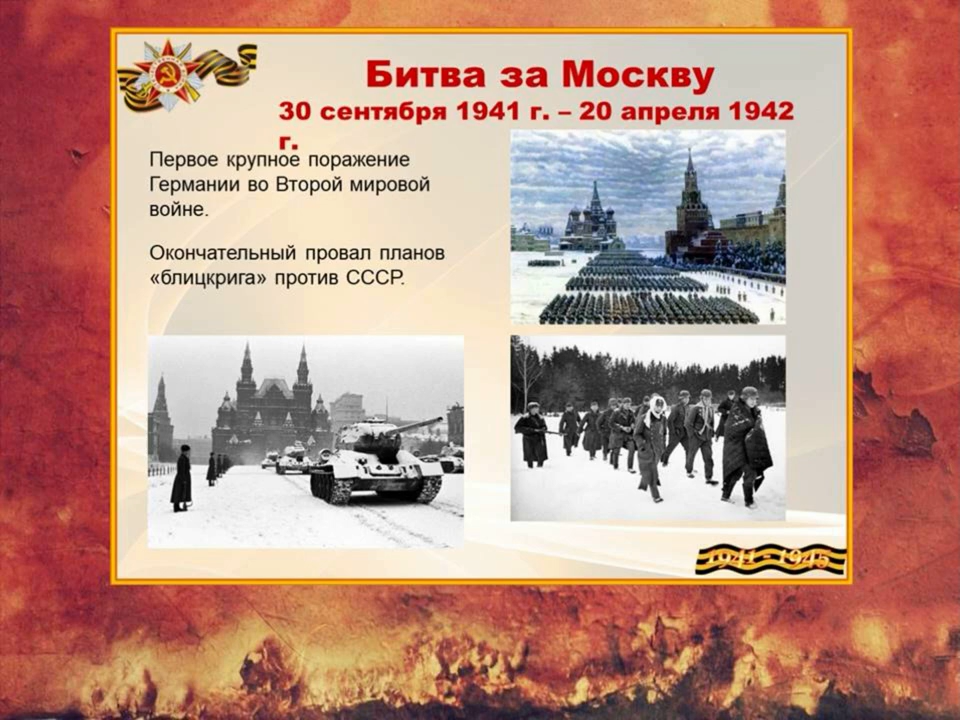 Битва за Москву
30 сентября 1941 г. – 20 апреля 1942
г.
Первое крупное поражение
Германии во Второй мировой
войне.
Окончательный провал планов
«блицкрига» против СССР.
1941 - 1945